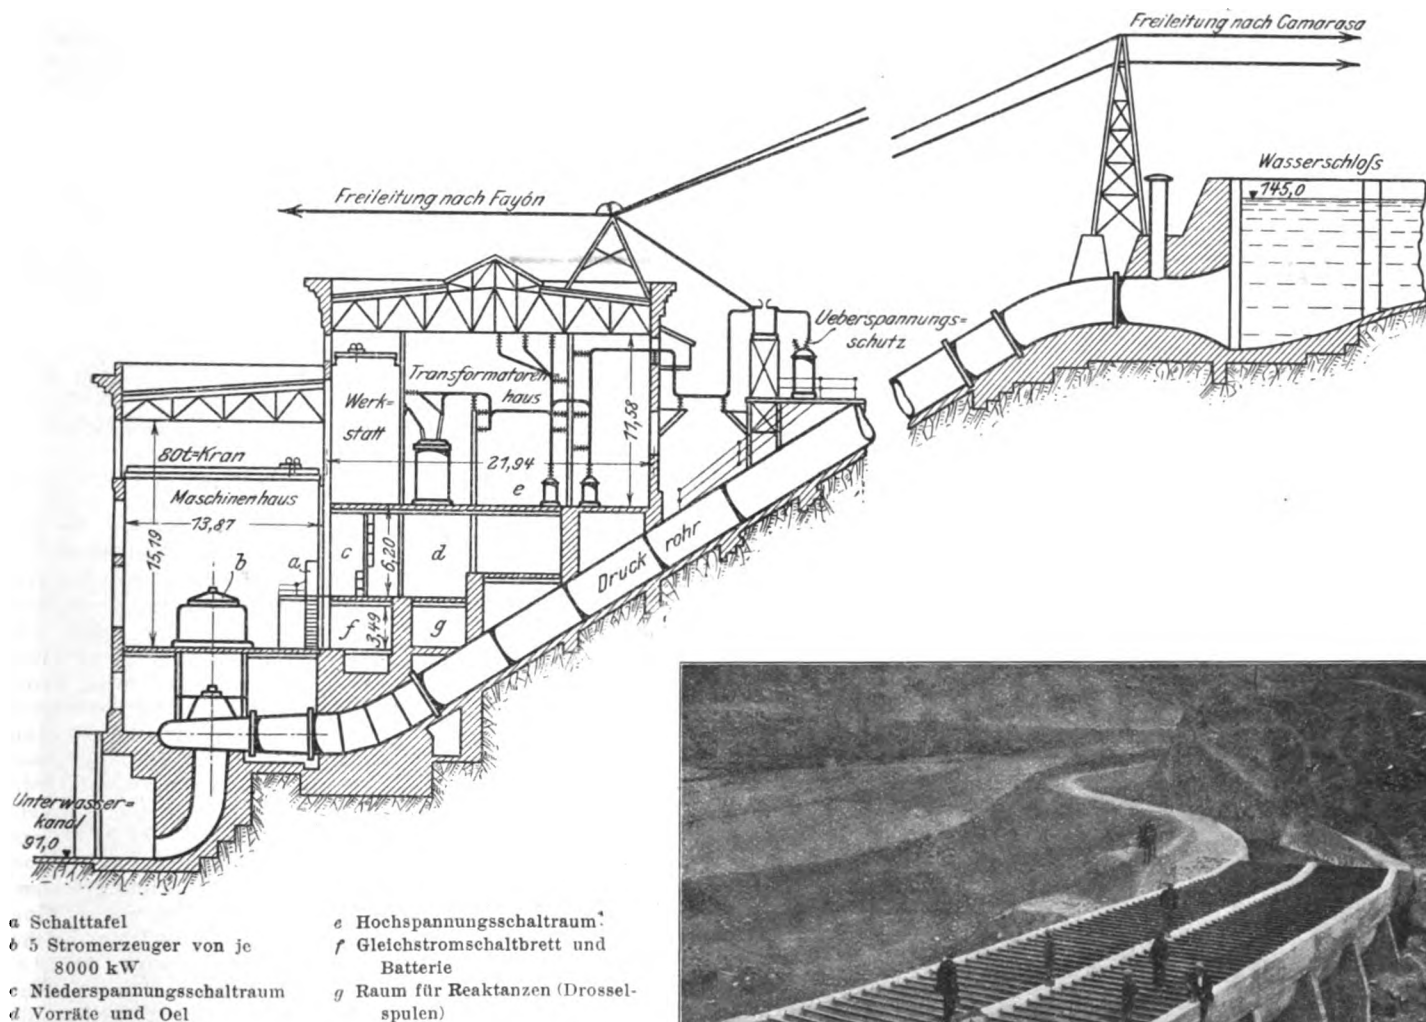 Freileitung nach Camarasa
Wasserschloſs
145,0
Freileitung nach Fayón
Ueberspannungs=
schutz
Transformatoren
haus
Werk=
statt
11,58
21,94
80t=Kran
e
Maschinenhaus
13,87
15,19
b
a
c
6,20
d
Druckrohr
f
3,49
g
Unterwasser=
kanal
91,0
a Schalttafel
b 5 Stromerzeuger von je
8000 kW
c Niederspannungsschaltraum
d Vorräte und Oel
e Hochspannungsschaltraum
f Gleichstromschaltbrett und
Batterie
g Raum für Reaktanzen (Drossel-
spulen)